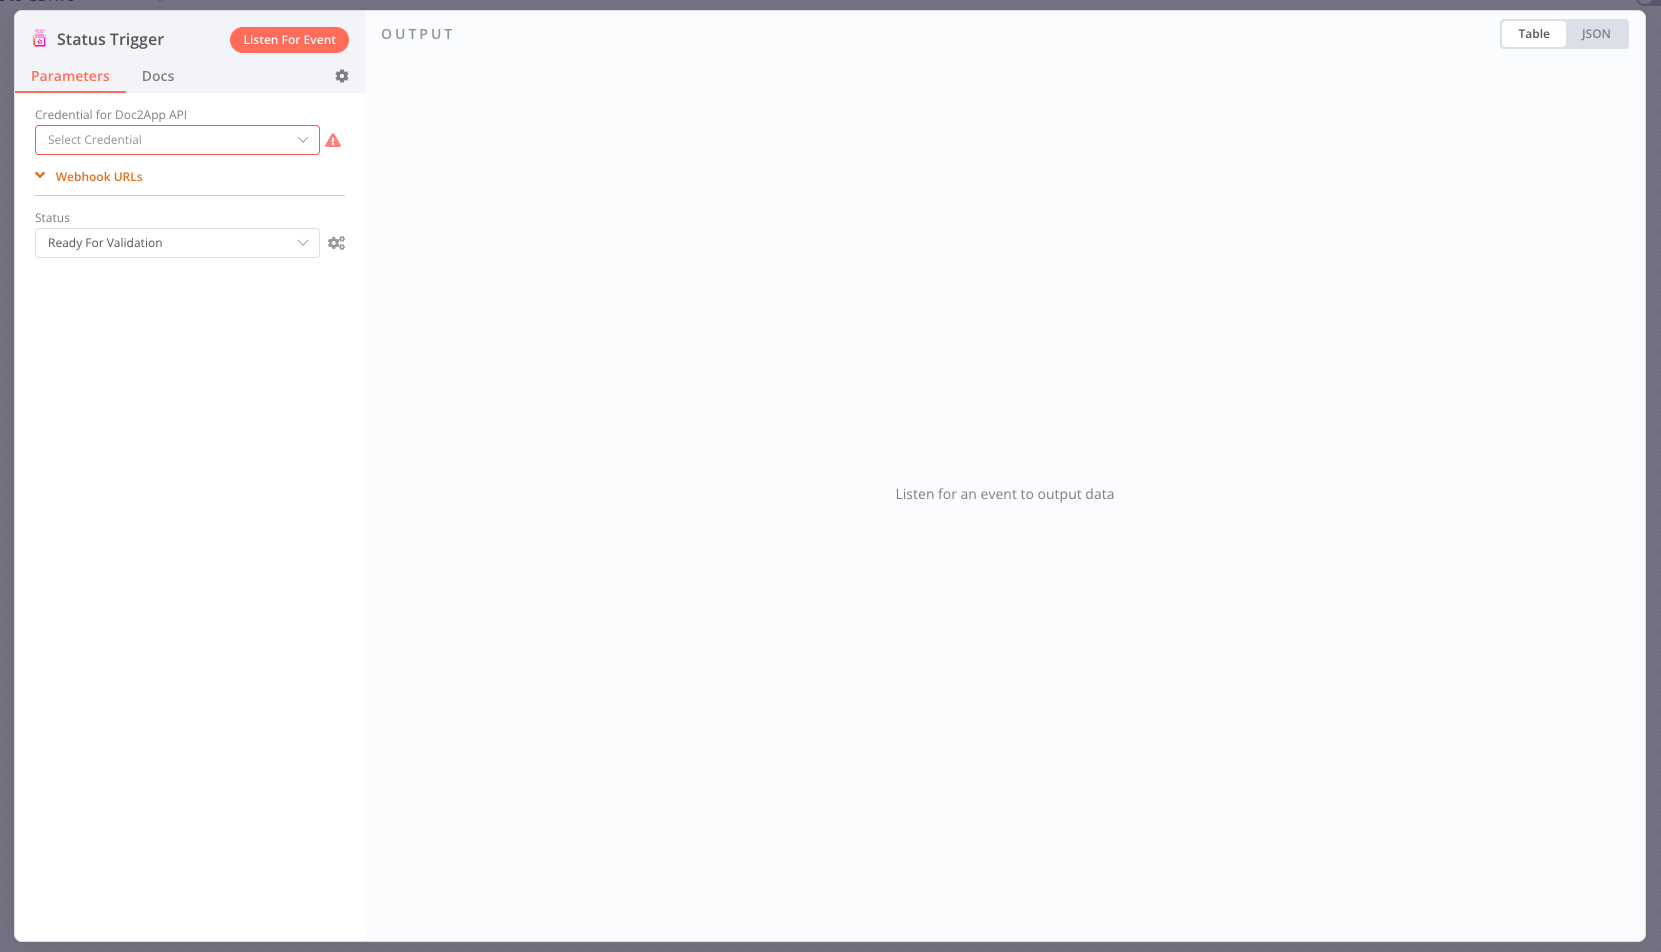 Status Trigger
Listen For Event
Parameters
Docs
Credential for Doc2App API
Select Credential
Webhook URLs
Status
Ready For Validation
OUTPUT
Table
JSON
Listen for an event to output data